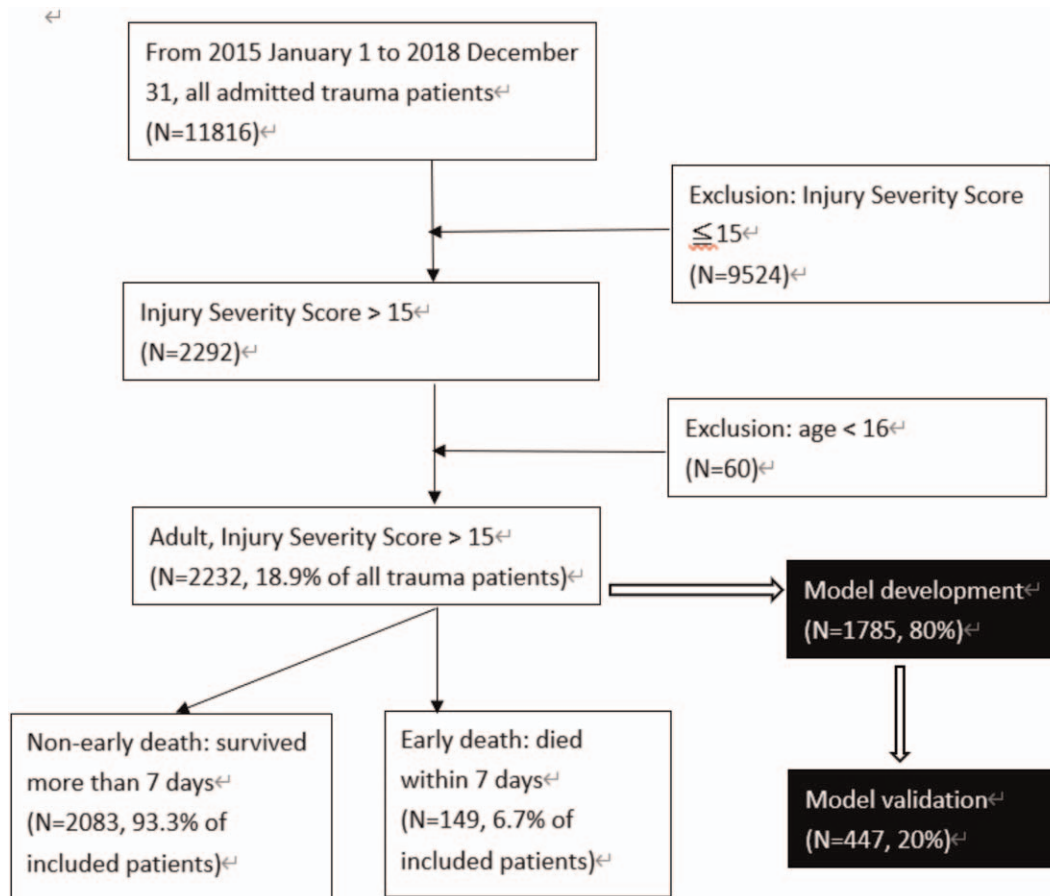 From 2015 January 1 to 2018 December
31, all admitted trauma patients↵
(N=11816)↵
Exclusion: Injury Severity Score
≦15↵
(N=9524)↵
Injury Severity Score > 15↵
(N=2292)↵
Exclusion: age < 16↵
(N=60)↵
Adult, Injury Severity Score > 15↵
(N=2232, 18.9% of all trauma patients)↵
Model development↵
(N=1785, 80%)↵
Non-early death: survived
more than 7 days↵
(N=2083, 93.3% of
included patients)↵
Early death: died
within 7 days↵
(N=149, 6.7% of
included patients)↵
Model validation↵
(N=447, 20%)↵